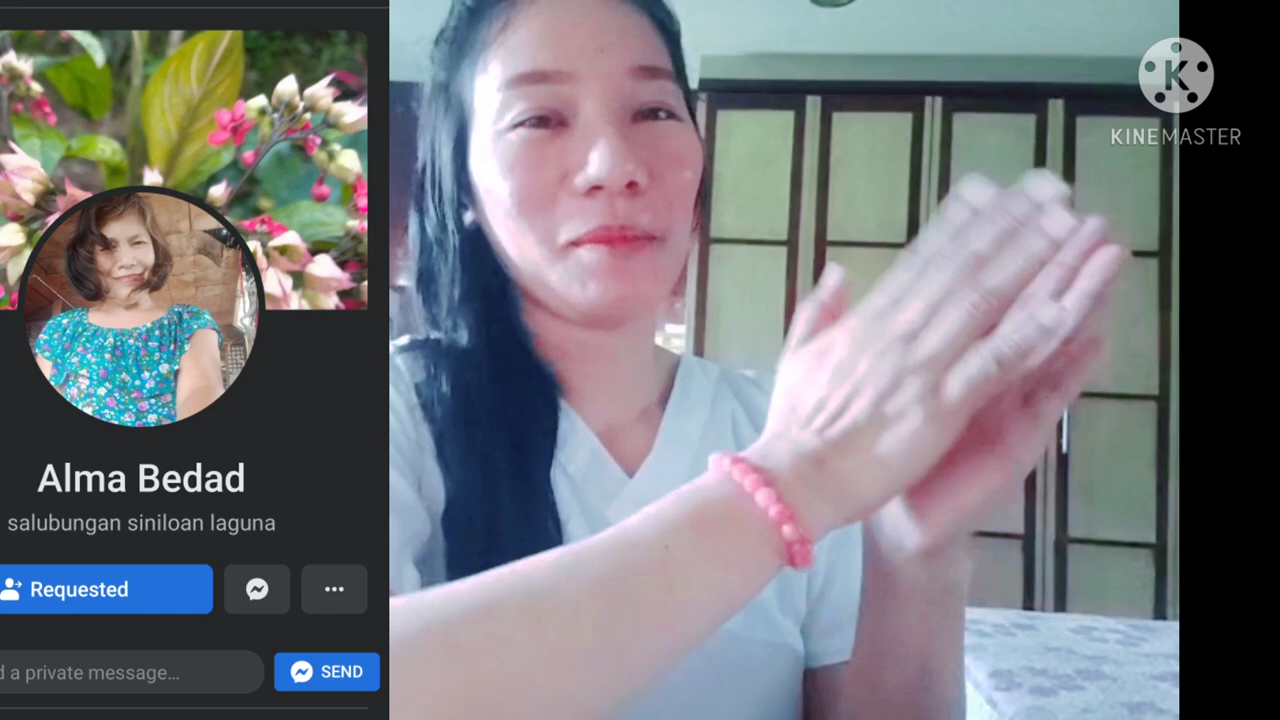 Alma Bedad
salubungan siniloan laguna
Requested
a private message...
SEND
K
KINEMASTER